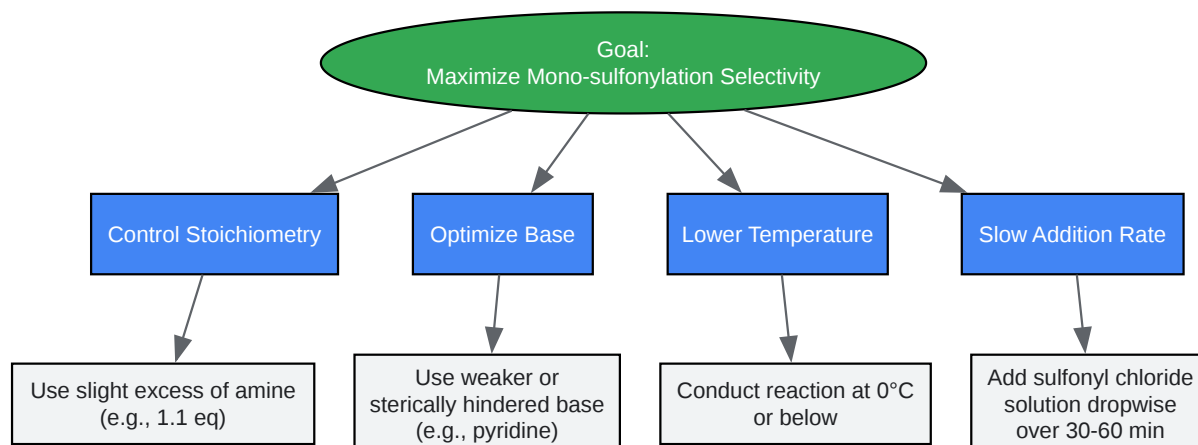 Goal:
Maximize Mono-sulfonylation Selectivity
Control Stoichiometry
Optimize Base
Lower Temperature
Slow Addition Rate
Use slight excess of amine
(e.g., 1.1 eq)
Use weaker or
sterically hindered base
(e.g., pyridine)
Conduct reaction at 0°C
or below
Add sulfonyl chloride
solution dropwise
over 30-60 min